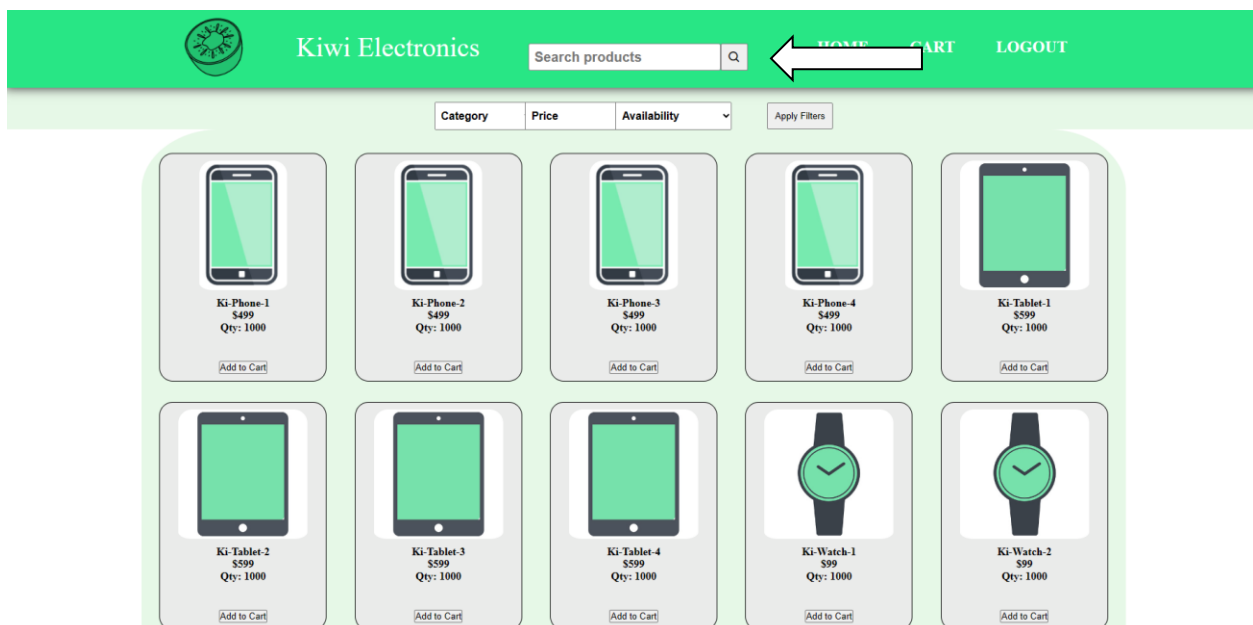 Kiwi Electronics
Search products
HOME CART LOGOUT
Category Price Availability Apply Filters
Ki-Phone-1
$499
Qty: 1000
Add to Cart
Ki-Phone-2
$499
Qty: 1000
Add to Cart
Ki-Phone-3
$499
Qty: 1000
Add to Cart
Ki-Phone-4
$499
Qty: 1000
Add to Cart
Ki-Tablet-1
$599
Qty: 1000
Add to Cart
Ki-Tablet-2
$599
Qty: 1000
Add to Cart
Ki-Tablet-3
$599
Qty: 1000
Add to Cart
Ki-Tablet-4
$599
Qty: 1000
Add to Cart
Ki-Watch-1
$99
Qty: 1000
Add to Cart
Ki-Watch-2
$99
Qty: 1000
Add to Cart